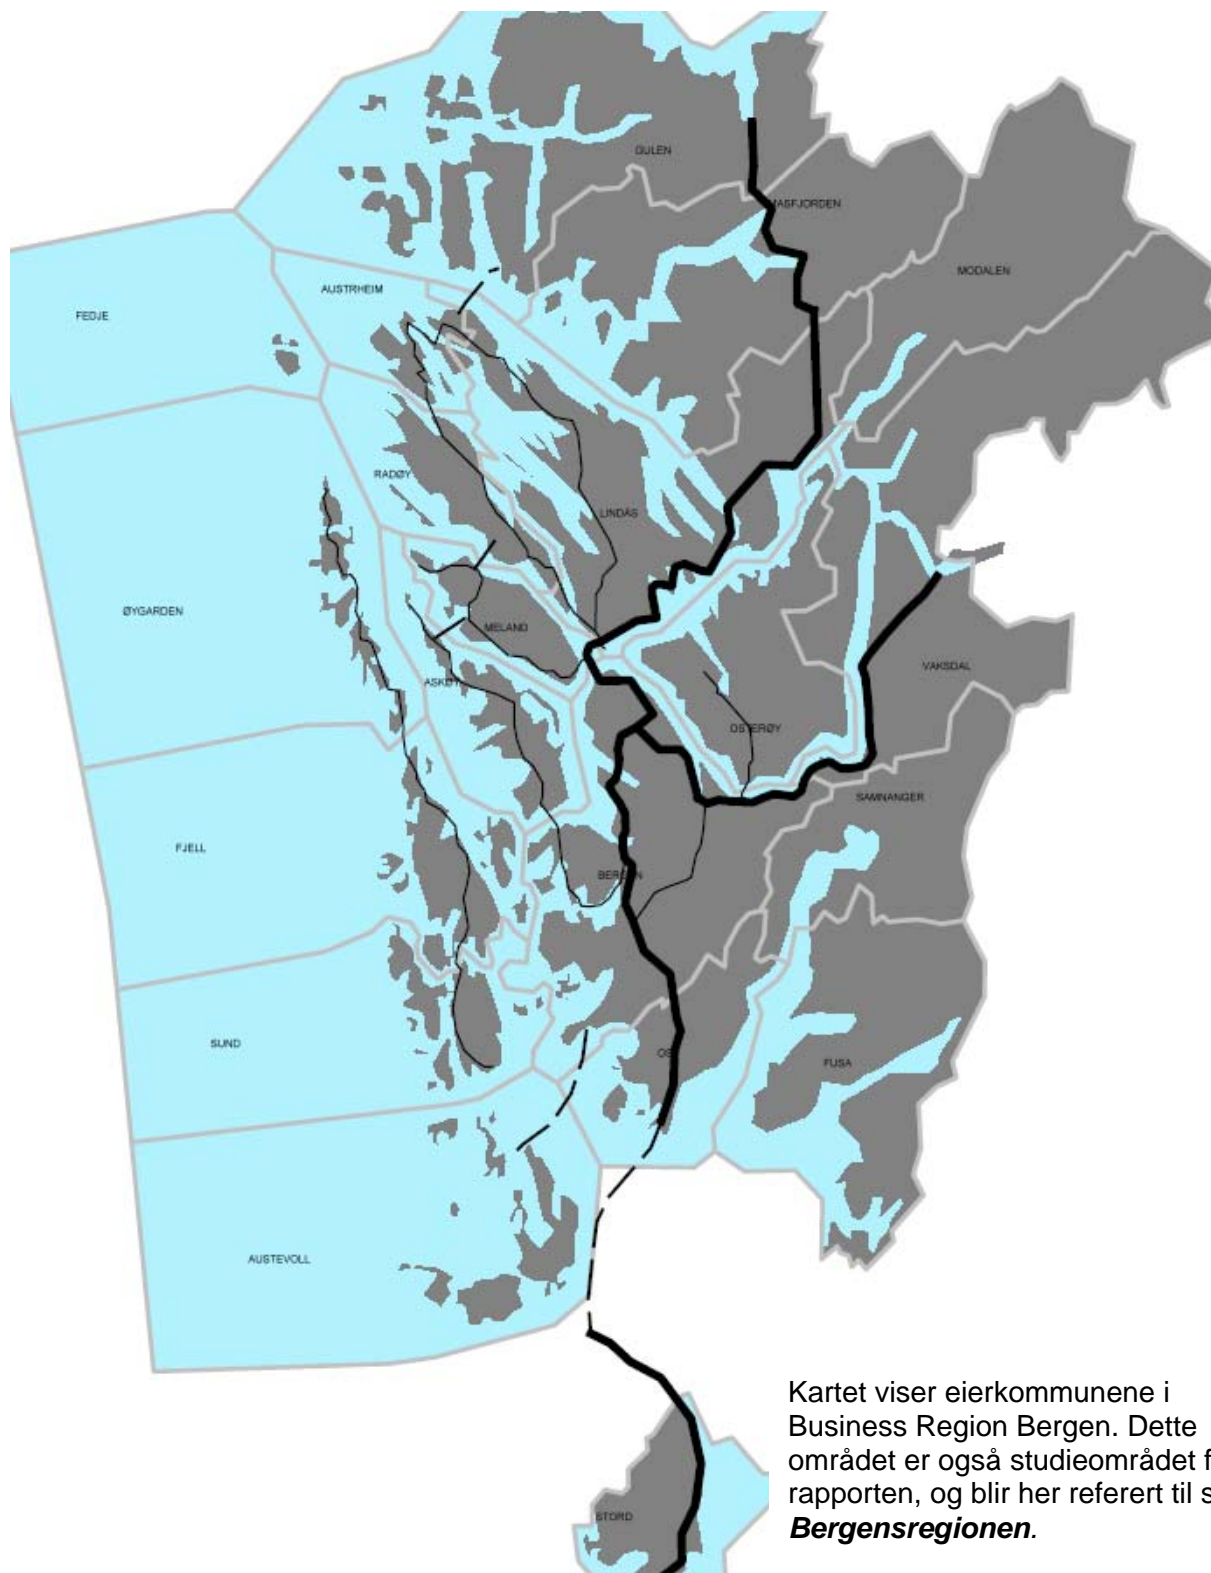 GULEN
MASFJORDEN
MODALEN
AUSTRHEIM
FEDJE
RADØY
LINDÅS
ØYGARDEN
MELAND
VAKSDAL
ASKØY
OSTERØY
SAMNANGER
FJELL
BERGEN
SUND
OS
FUSA
AUSTEVOLL
STORD
Kartet viser eierkommunene i
Business Region Bergen. Dette
området er også studieområdet f
rapporten, og blir her referert til s
Bergensregionen.